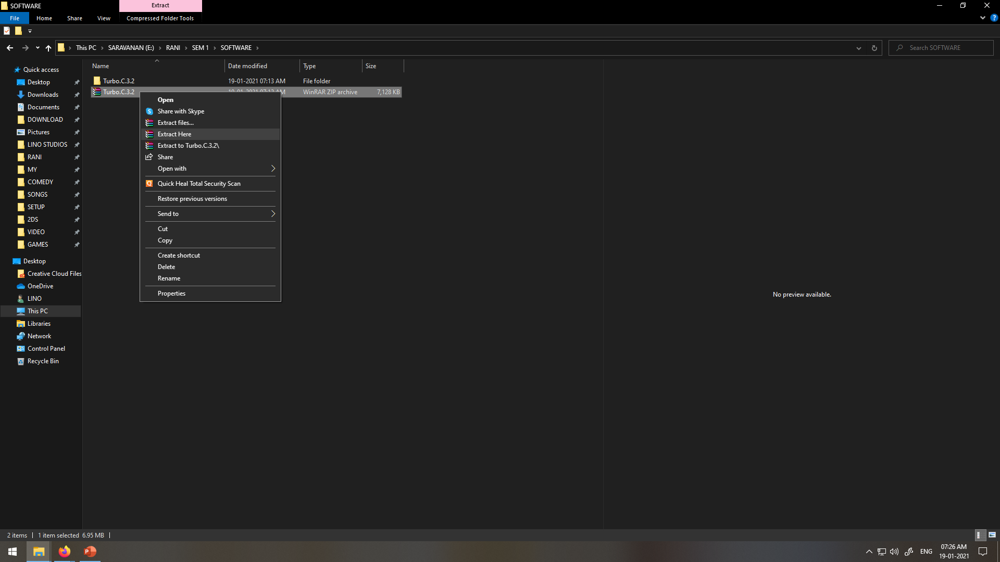 SOFTWARE
Extract
File Home Share View Compressed Folder Tools
This PC SARAVANAN (E:) RANI SEM 1 SOFTWARE
Search SOFTWARE
Name Date modified Type Size
Turbo.C.3.2 19-01-2021 07:13 AM File folder
Turbo.C.3.2 19-01-2021 07:13 AM WinRAR ZIP archive 7,128 KB
Quick access
Desktop
Downloads
Documents
DOWNLOAD
Pictures
LINO STUDIOS
RANI
MY
COMEDY
SONGS
SETUP
2DS
VIDEO
GAMES
Desktop
Creative Cloud Files
OneDrive
LINO
This PC
Libraries
Network
Control Panel
Recycle Bin
Open
Share with Skype
Extract files...
Extract Here
Extract to Turbo.C.3.2\
Share
Open with
Quick Heal Total Security Scan
Restore previous versions
Send to
Cut
Copy
Create shortcut
Delete
Rename
Properties
No preview available.
2 items 1 item selected 6.95 MB
ENG
07:26 AM
19-01-2021